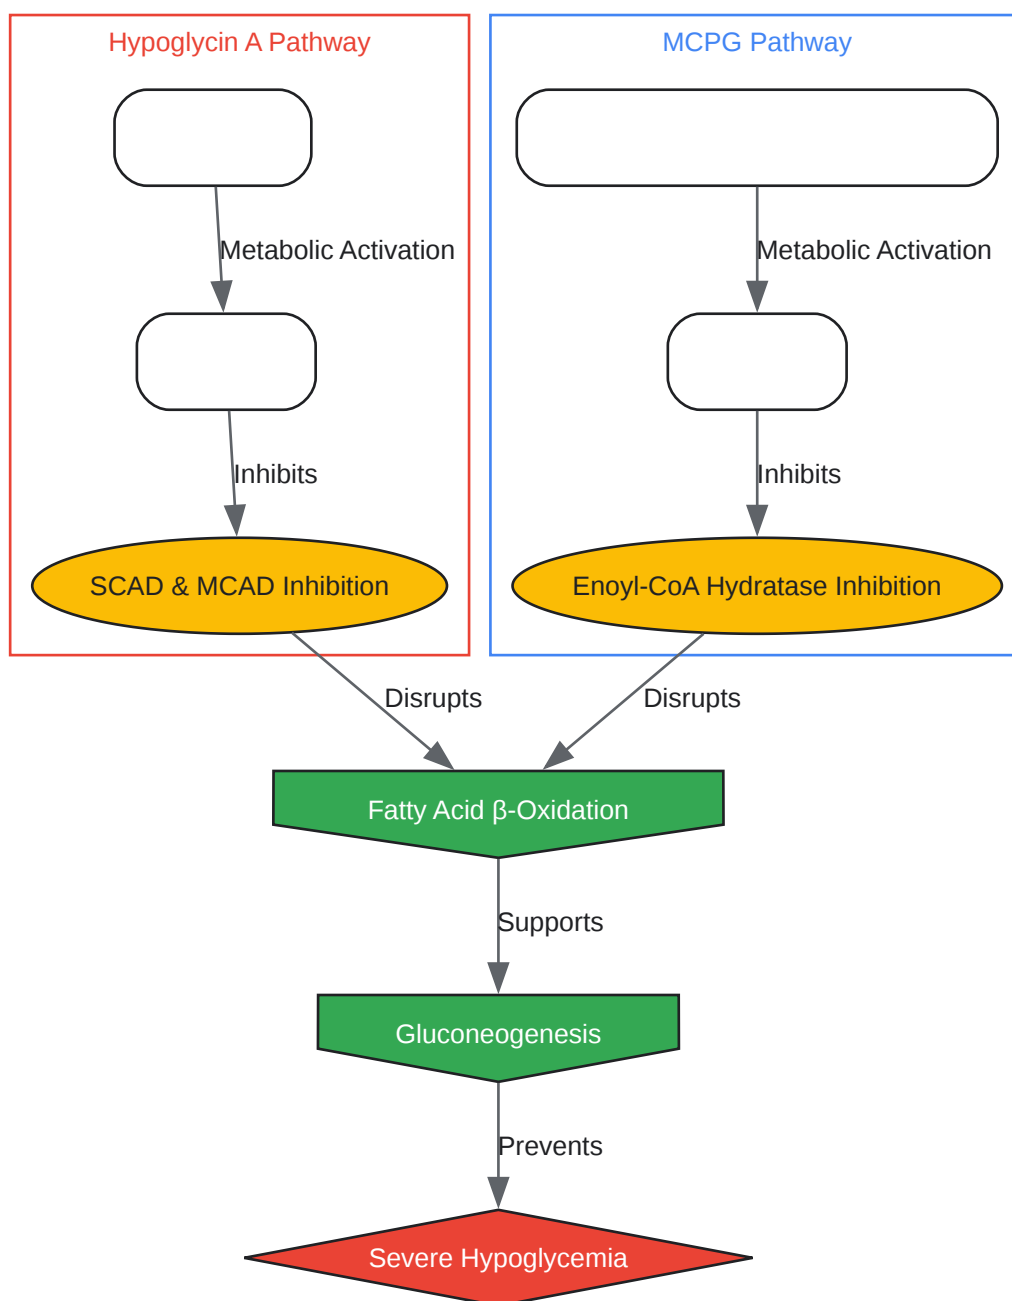 Hypoglycin A Pathway
MCPG Pathway
Metabolic Activation
Metabolic Activation
Inhibits
Inhibits
SCAD & MCAD Inhibition
Enoyl-CoA Hydratase Inhibition
Disrupts
Disrupts
Fatty Acid β-Oxidation
Supports
Gluconeogenesis
Prevents
Severe Hypoglycemia